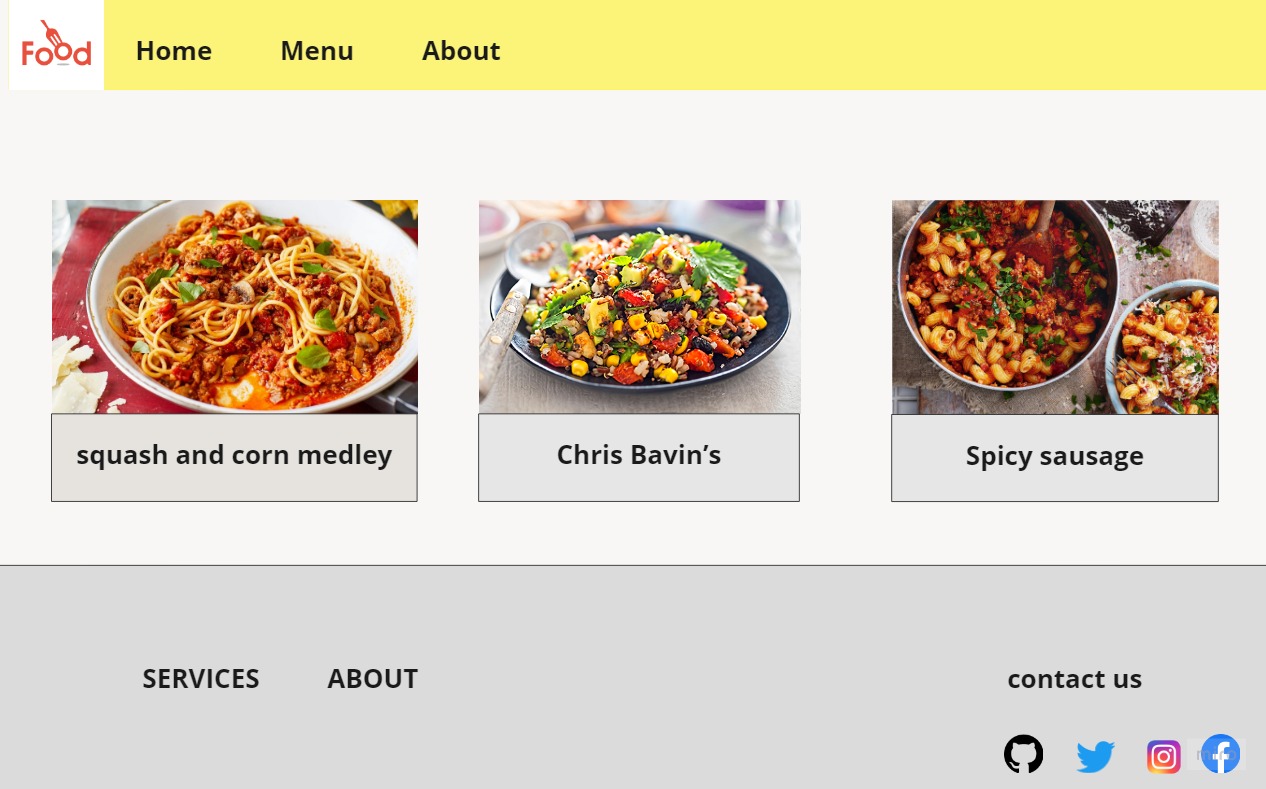 Food
Home Menu About
squash and corn medley
Chris Bavin’s
Spicy sausage
SERVICES ABOUT
contact us